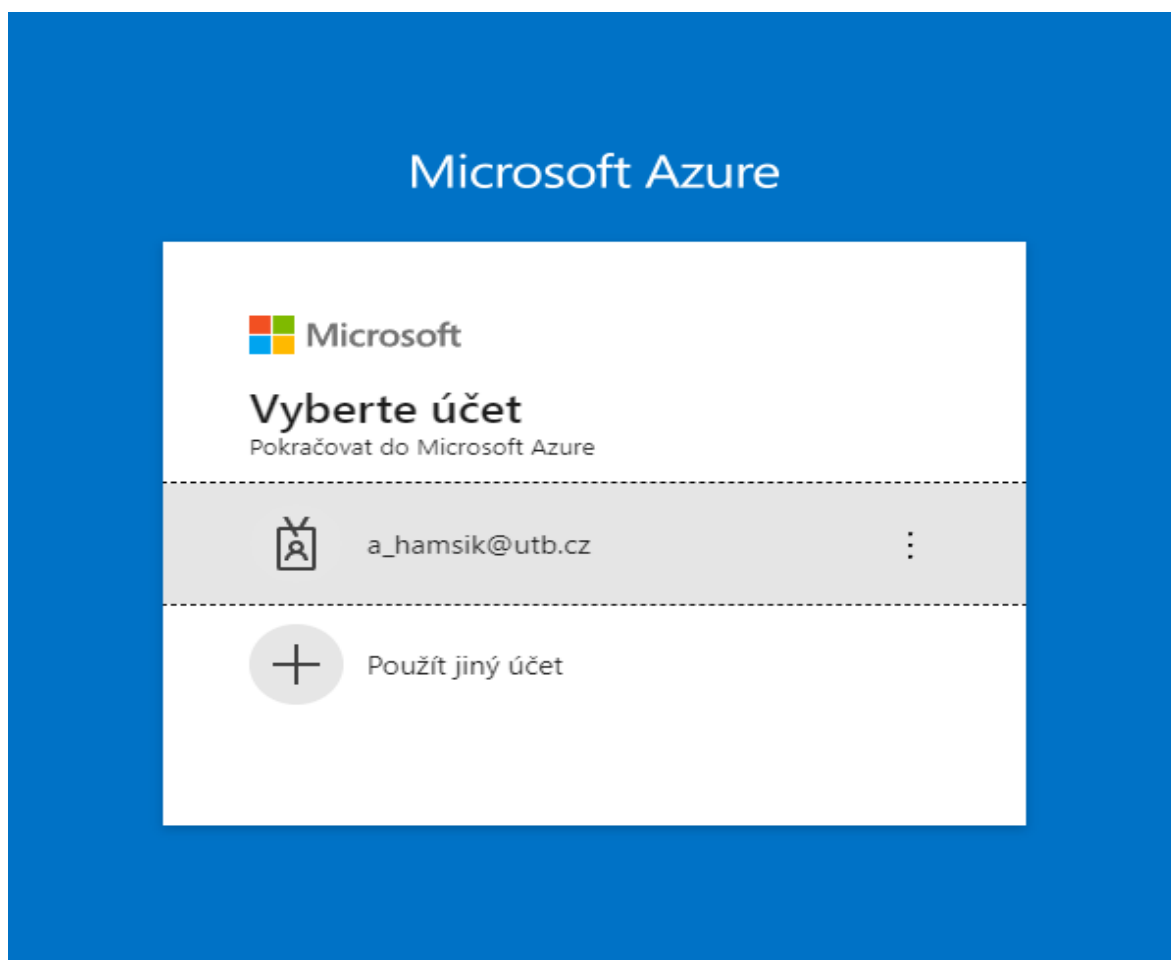 Microsoft Azure
Microsoft
Vyberte účet
Pokračovat do Microsoft Azure
a_hamsik@utb.cz
Použít jiný účet